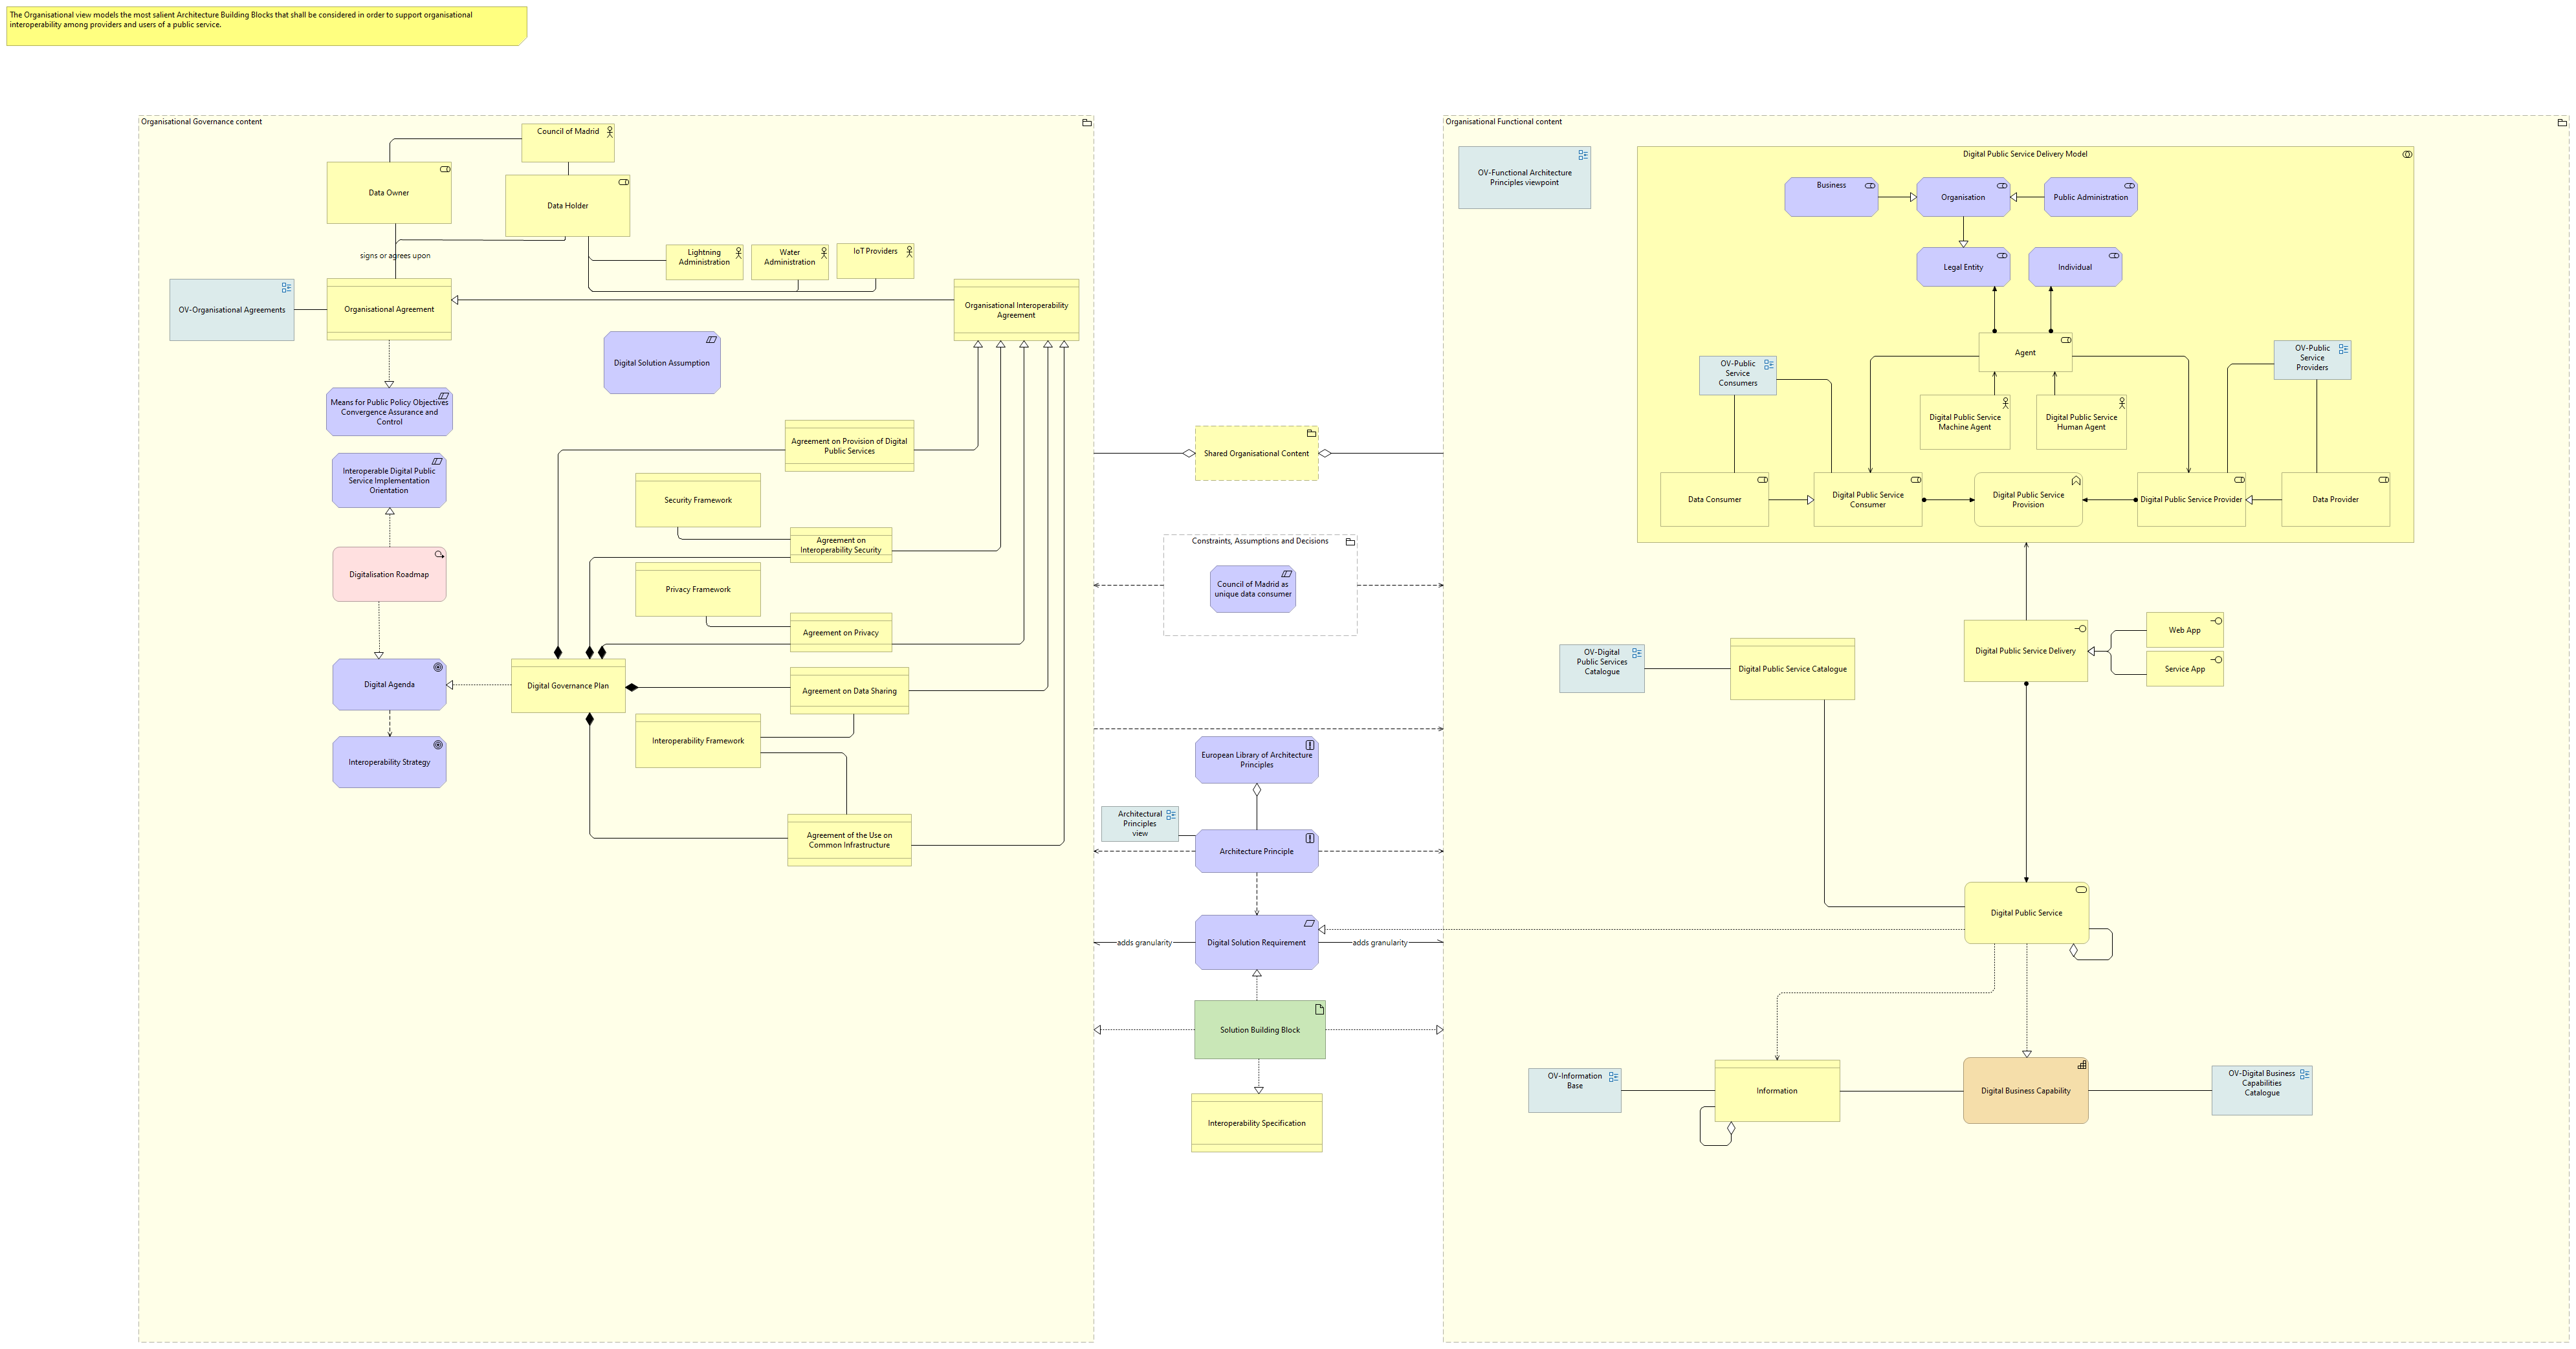 The Organisational view models the most salient Architecture Building Blocks that shall be considered in order to support organisational
interoperability among providers and users of a public service.
Organisational Governance content
Council of Madrid
Data Owner
Data Holder
Lightning
Administration
Water
Administration
IoT Providers
signs or agrees upon
OV-Organisational Agreements
Organisational Agreement
Organisational Interoperability
Agreement
Digital Solution Assumption
Means for Public Policy Objectives
Convergence Assurance and
Control
Agreement on Provision of Digital
Public Services
Interoperable Digital Public
Service Implementation
Orientation
Security Framework
Agreement on
Interoperability Security
Digitalisation Roadmap
Privacy Framework
Agreement on Privacy
Digital Agenda
Digital Governance Plan
Agreement on Data Sharing
Interoperability Framework
Interoperability Strategy
Agreement of the Use on
Common Infrastructure
Shared Organisational Content
Constraints, Assumptions and Decisions
Council of Madrid as
unique data consumer
European Library of Architecture
Principles
Architectural
Principles
view
Architecture Principle
adds granularity
Digital Solution Requirement
adds granularity
Solution Building Block
Interoperability Specification
Organisational Functional content
OV-Functional Architecture
Principles viewpoint
Digital Public Service Delivery Model
Business
Organisation
Public Administration
Legal Entity
Individual
Agent
OV-Public
Service
Consumers
OV-Public
Service
Providers
Digital Public Service
Machine Agent
Digital Public Service
Human Agent
Data Consumer
Digital Public Service
Consumer
Digital Public Service
Provision
Digital Public Service Provider
Data Provider
OV-Digital
Public Services
Catalogue
Digital Public Service Catalogue
Digital Public Service Delivery
Web App
Service App
Digital Public Service
OV-Information
Base
Information
Digital Business Capability
OV-Digital Business
Capabilities
Catalogue